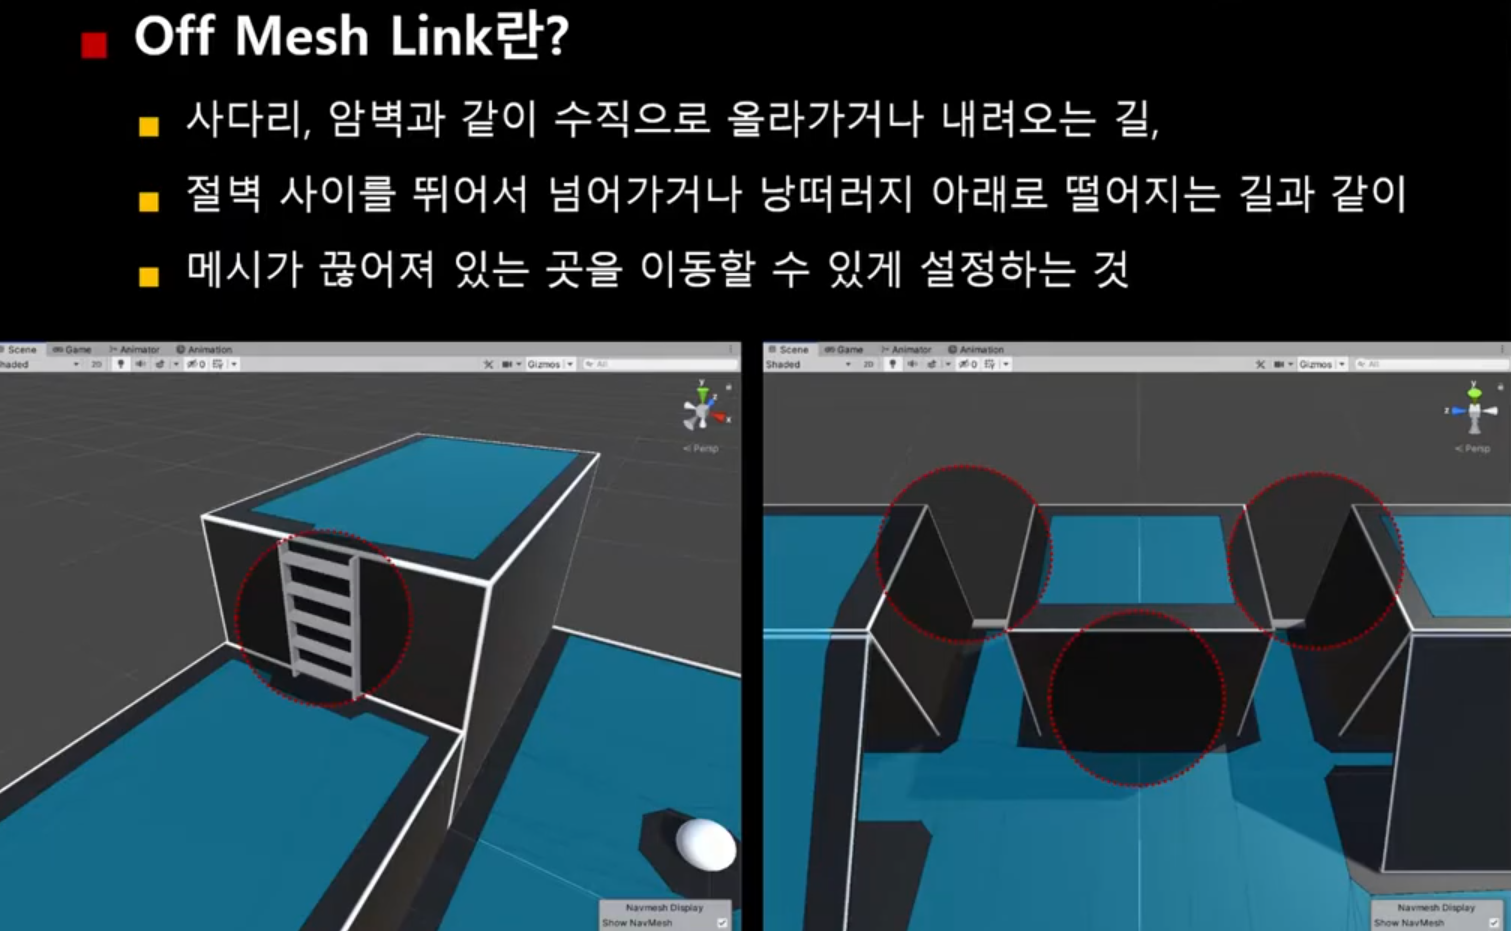 Off Mesh Link란?
사다리, 암벽과 같이 수직으로 올라가거나 내려오는 길,
절벽 사이를 뛰어서 넘어가거나 낭떠러지 아래로 떨어지는 길과 같이
메시가 끊어져 있는 곳을 이동할 수 있게 설정하는 것
Scene Game Animator Animation
haded 2D 0 Gizmos All
y
z
x
Persp
Navmesh Display
Show NavMesh
Scene Game Animator Animation
Shaded 2D 0 Gizmos All
y
z
Persp
Navmesh Display
Show NavMesh